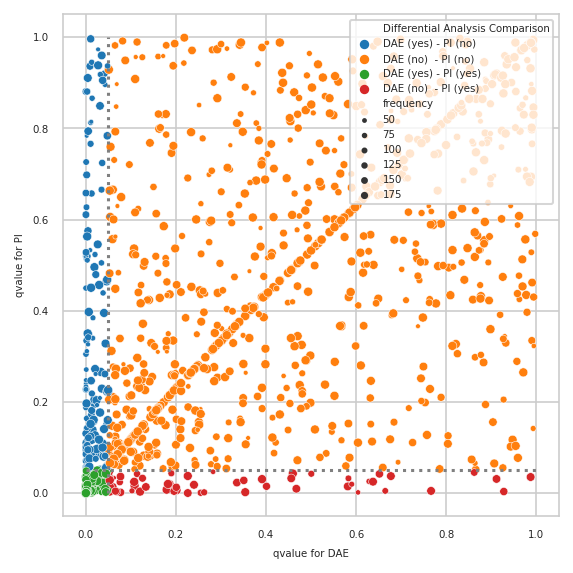 Differential Analysis Comparison
DAE (yes) - PI (no)
DAE (no)  - PI (no)
DAE (yes) - PI (yes)
DAE (no)  - PI (yes)
frequency
50
75
100
125
150
175
1.0
0.8
0.6
0.4
0.2
0.0
qvalue for PI
0.0 0.2 0.4 0.6 0.8 1.0
qvalue for DAE